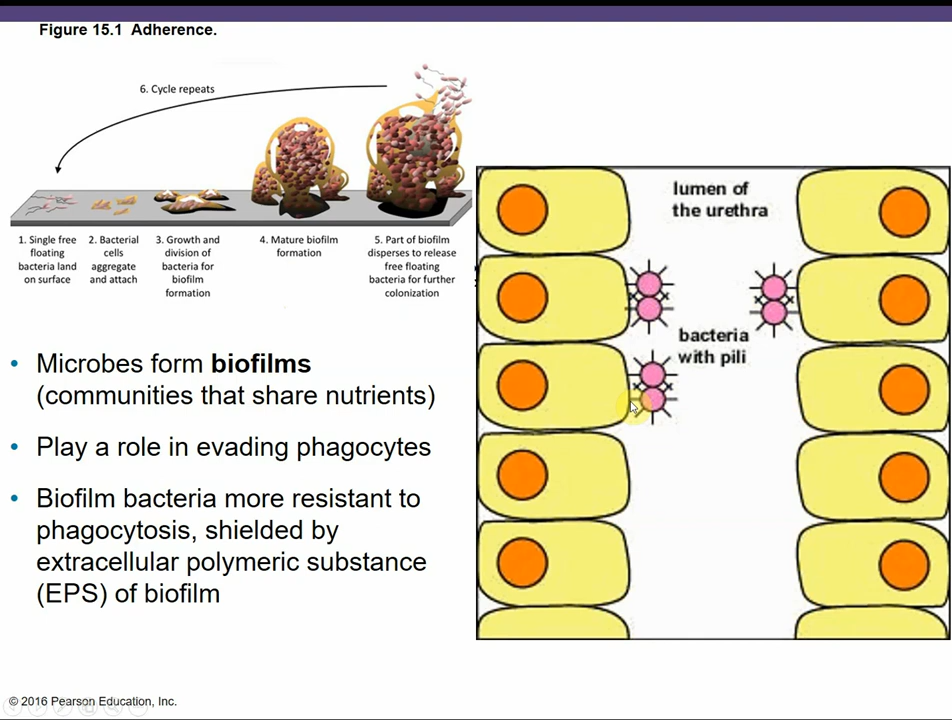 Figure 15.1 Adherence.
6. Cycle repeats
1. Single free
floating
bacteria land
on surface
2. Bacterial
cells
aggregate
and attach
3. Growth and
division of
bacteria for
biofilm
formation
4. Mature biofilm
formation
5. Part of biofilm
disperses to release
free floating
bacteria for further
colonization
lumen of
the urethra
bacteria
with pili
• Microbes form biofilms
(communities that share nutrients)
• Play a role in evading phagocytes
• Biofilm bacteria more resistant to
phagocytosis, shielded by
extracellular polymeric substance
(EPS) of biofilm
© 2016 Pearson Education, Inc.